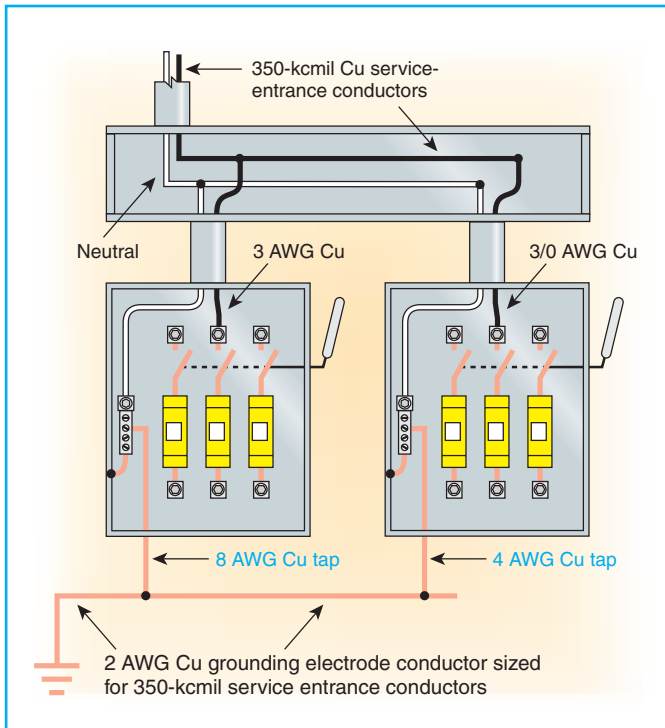 350-kcmil Cu service-
entrance conductors
Neutral
3 AWG Cu
3/0 AWG Cu
8 AWG Cu tap
4 AWG Cu tap
2 AWG Cu grounding electrode conductor sized
for 350-kcmil service entrance conductors